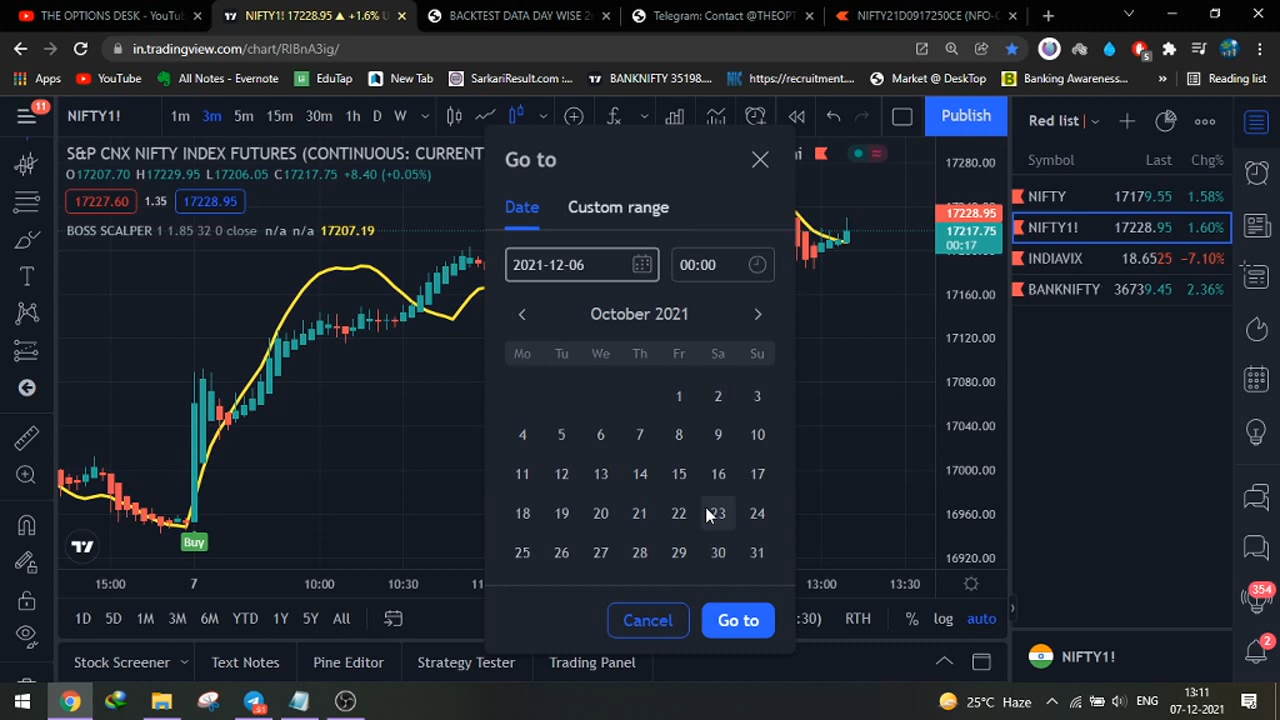 THE OPTIONS DESK - YouTu
NIFTY1! 17228.95 ▲ +1.6% U
BACKTEST DATA DAY WISE 2
Telegram: Contact @THEOPT
NIFTY21D0917250CE (NFO-O
in.tradingview.com/chart/RlBnA3ig/
Apps
YouTube
All Notes - Evernote
EduTap
New Tab
SarkariResult.com :...
BANKNIFTY 35198....
https://recruitment....
Market @ DeskTop
Banking Awareness...
»
Reading list
11
NIFTY1!
1m 3m 5m 15m 30m 1h D W
Publish
Red list
S&P CNX NIFTY INDEX FUTURES (CONTINUOUS: CURRENT
O17207.70 H17229.95 L17206.05 C17217.75 +8.40 (+0.05%)
17227.60 1.35 17228.95
BOSS SCALPER 1 1.85 32 0 close n/a n/a 17207.19
Buy
Go to
Date Custom range
2021-12-06 00:00
October 2021
Mo Tu We Th Fr Sa Su
1 2 3
4 5 6 7 8 9 10
11 12 13 14 15 16 17
18 19 20 21 22 23 24
25 26 27 28 29 30 31
Cancel Go to
17280.00
17228.95
17217.75
00:17
17160.00
17120.00
17080.00
17040.00
17000.00
16960.00
16920.00
Symbol Last Chg%
NIFTY 17179.55 1.58%
NIFTY1! 17228.95 1.60%
INDIAVIX 18.6525 −7.10%
BANKNIFTY 36739.45 2.36%
15:00 7 10:00 10:30 11 13:00 13:30
1D 5D 1M 3M 6M YTD 1Y 5Y All
:30) RTH % log auto
354
2
NIFTY1!
Stock Screener Text Notes Pine Editor Strategy Tester Trading Panel
25°C Haze
ENG
13:11
07-12-2021